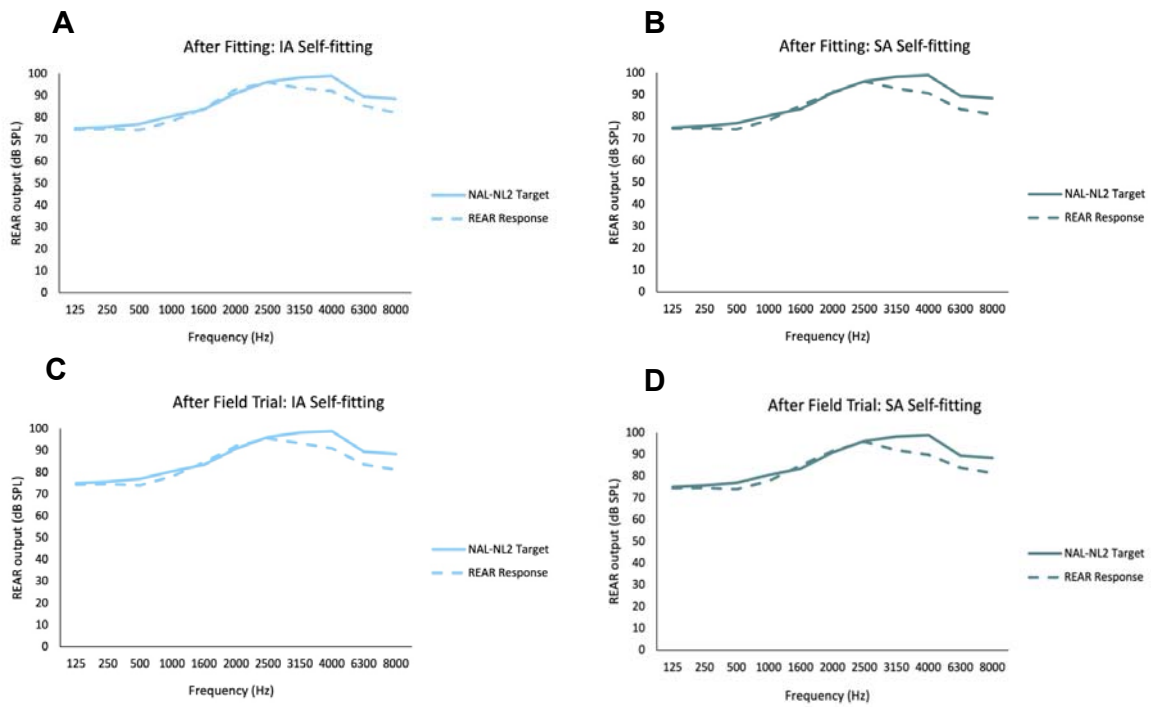 A
After Fitting: IA Self-fitting
REAR output (dB SPL)
100
90
80
70
60
50
40
30
20
10
0
125 250 500 1000 1600 2000 2500 3150 4000 6300 8000
Frequency (Hz)
NAL-NL2 Target
REAR Response
B
After Fitting: SA Self-fitting
REAR output (dB SPL)
100
90
80
70
60
50
40
30
20
10
0
125 250 500 1000 1600 2000 2500 3150 4000 6300 8000
Frequency (Hz)
NAL-NL2 Target
REAR Response
C
After Field Trial: IA Self-fitting
REAR output (dB SPL)
100
90
80
70
60
50
40
30
20
10
0
125 250 500 1000 1600 2000 2500 3150 4000 6300 8000
Frequency (Hz)
NAL-NL2 Target
REAR Response
D
After Field Trial: SA Self-fitting
REAR output (dB SPL)
100
90
80
70
60
50
40
30
20
10
0
125 250 500 1000 1600 2000 2500 3150 4000 6300 8000
Frequency (Hz)
NAL-NL2 Target
REAR Response